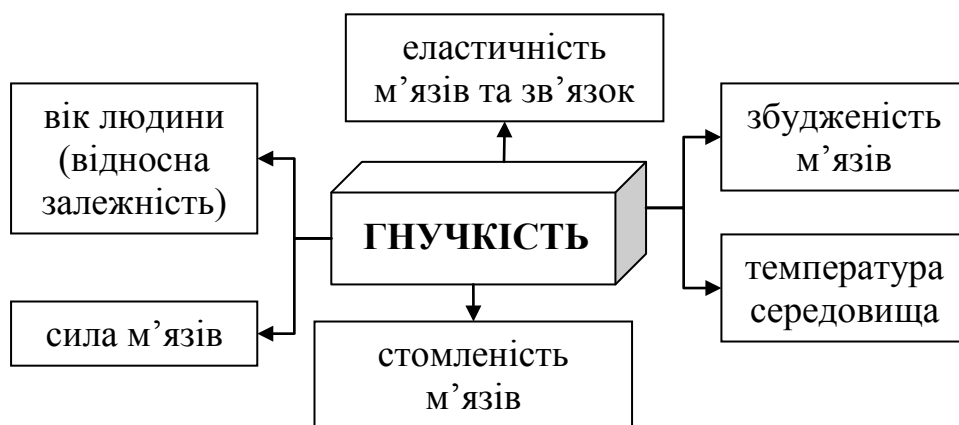 еластичність
м’язів та зв’язок
вік людини
(відносна
залежність)
збудженість
м’язів
ГНУЧКІСТЬ
температура
середовища
сила м’язів
стомленість
м’язів